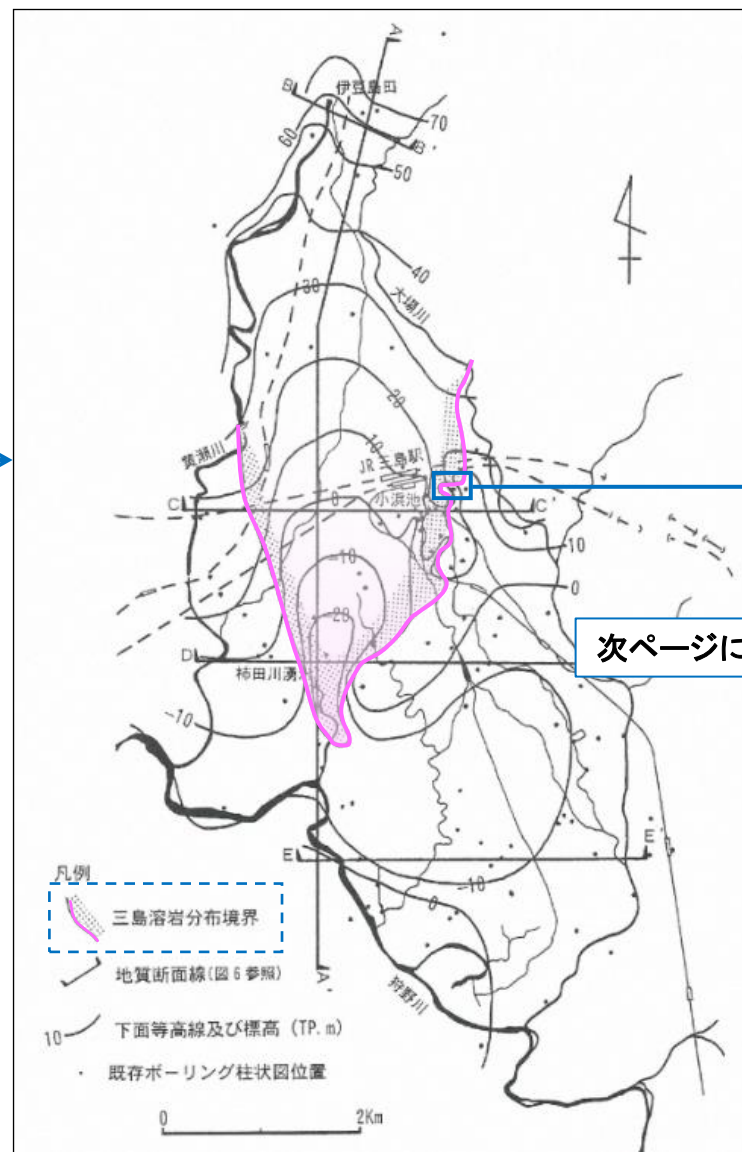 A
B
伊豆島田
70
B'
60
50
40
大場川
30
20
黄瀬川
10
JR三島駅
小浜池
C
0
C'
10
-10
0
-20
次ページに
D
柿田川湧
-10
E
E'
-10
凡例
0
三島溶岩分布境界
地質断面線(図6参照)
A'
狩野川
10 下面等高線及び標高 (TP. m)
・ 既存ボーリング柱状図位置
0 2Km